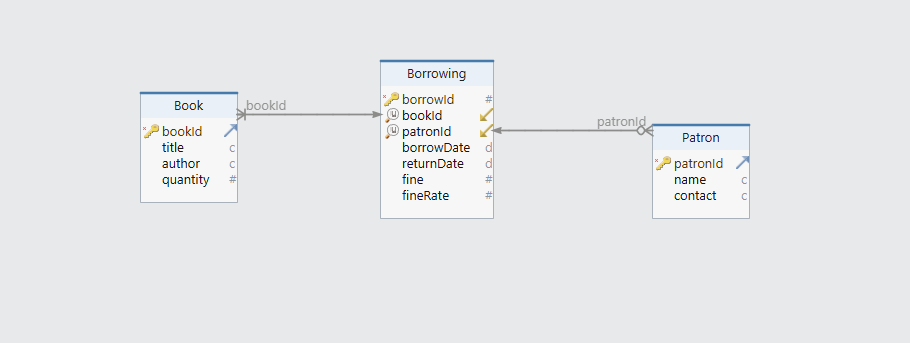 Book
bookId
title c
author c
quantity #
bookId
Borrowing
borrowId #
bookId
patronId
borrowDate d
returnDate d
fine #
fineRate #
patronId
Patron
patronId
name c
contact c